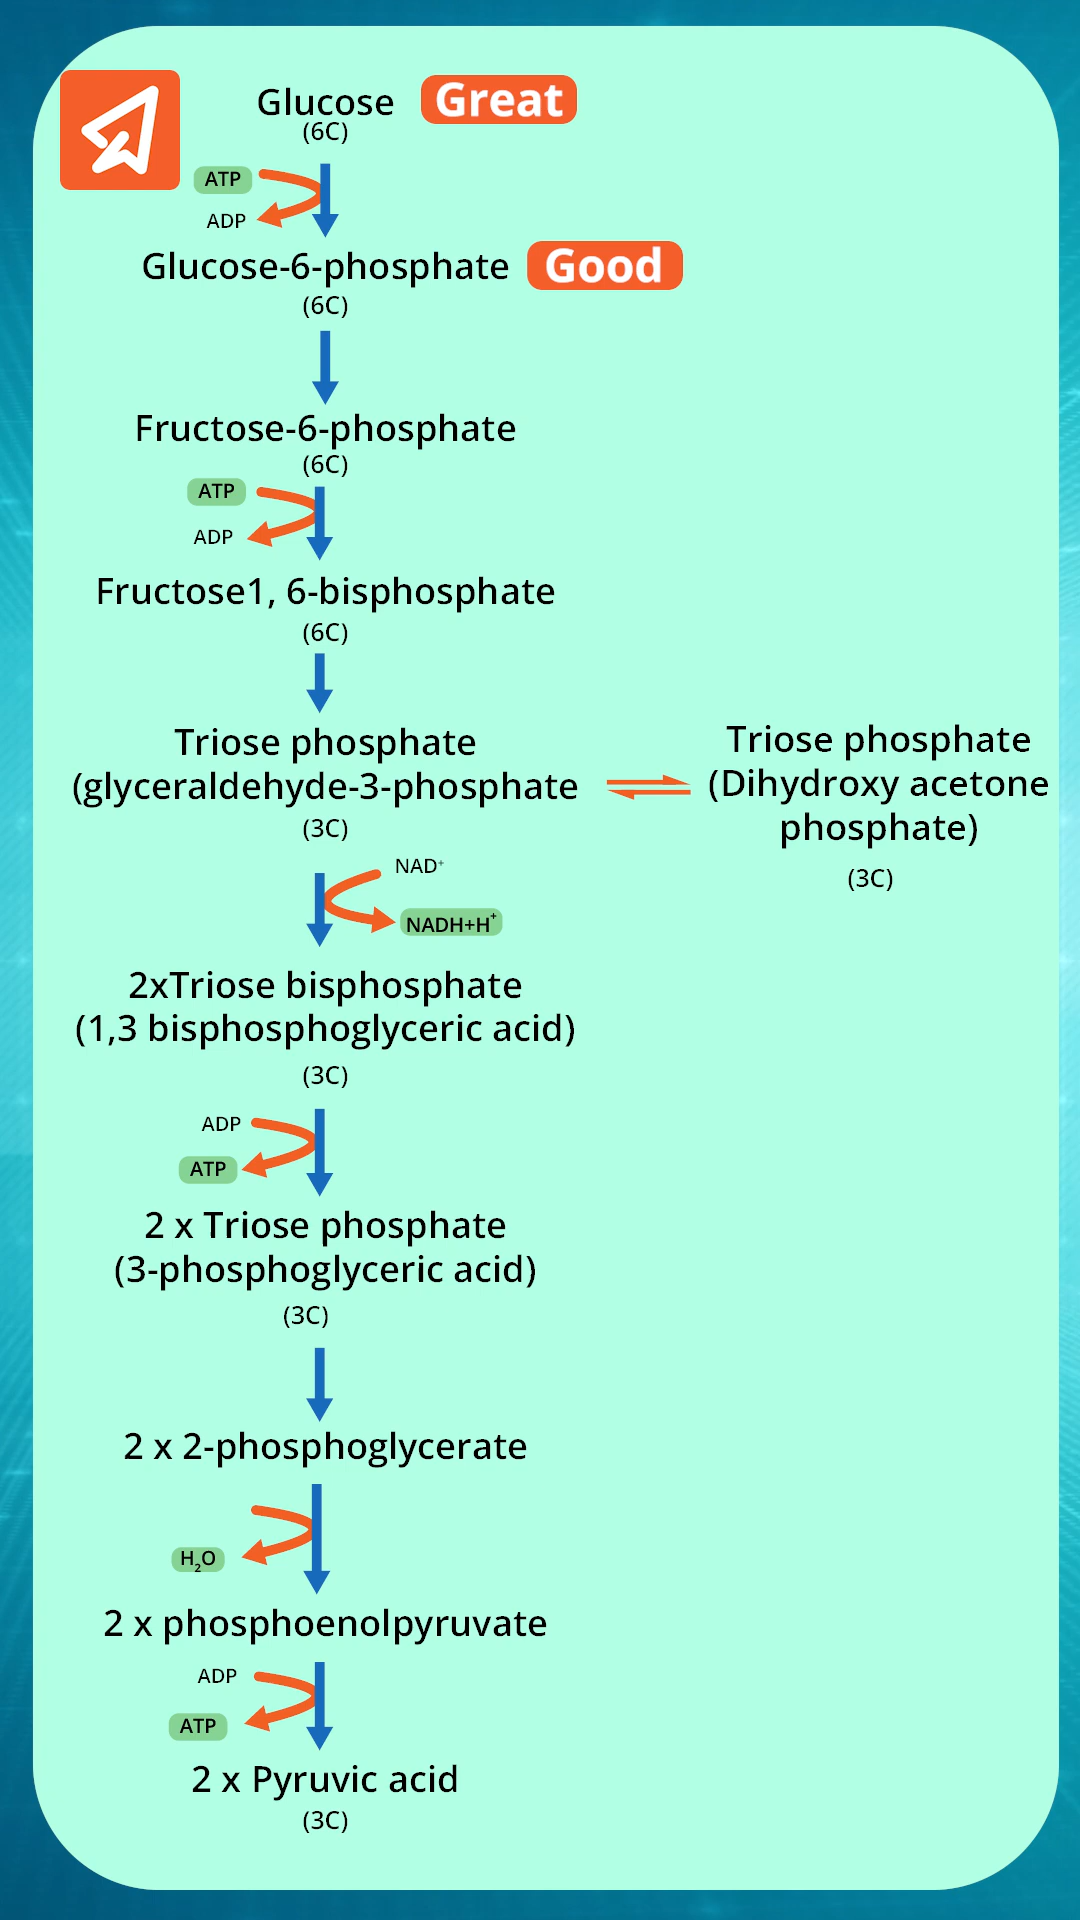 Glucose Great
(6C)
ATP
ADP
Glucose-6-phosphate Good
(6C)
Fructose-6-phosphate
(6C)
ATP
ADP
Fructose1, 6-bisphosphate
(6C)
Triose phosphate
(glyceraldehyde-3-phosphate
(3C)
Triose phosphate
(Dihydroxy acetone
phosphate)
(3C)
NAD⁺
NADH+H⁺
2xTriose bisphosphate
(1,3 bisphosphoglyceric acid)
(3C)
ADP
ATP
2 x Triose phosphate
(3-phosphoglyceric acid)
(3C)
2 x 2-phosphoglycerate
H₂O
2 x phosphoenolpyruvate
ADP
ATP
2 x Pyruvic acid
(3C)